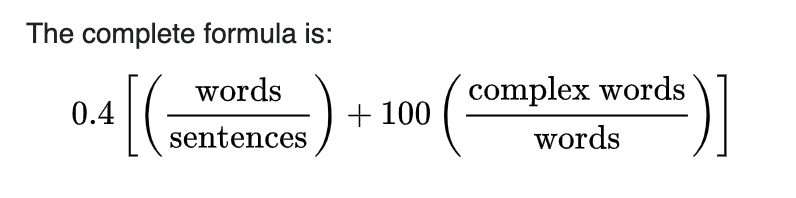 The complete formula is:
0.4 [ ( words / sentences ) + 100 ( complex words / words ) ]